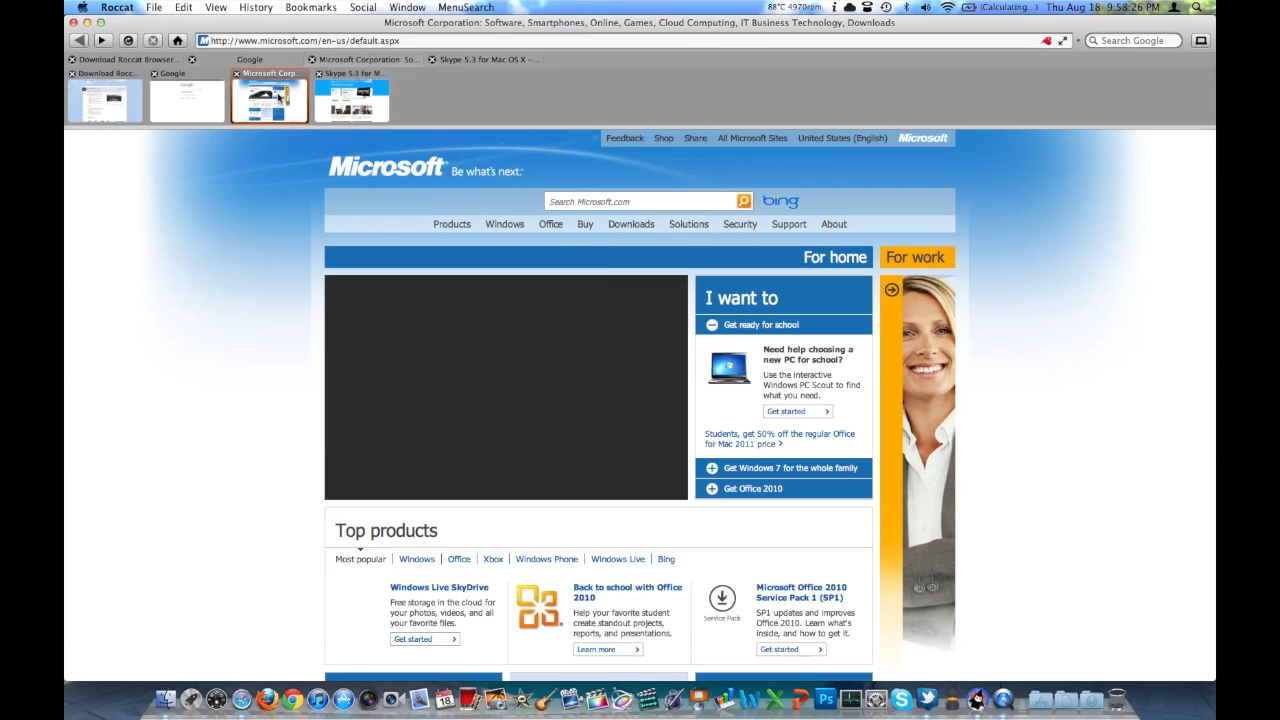 Roccat File Edit View History Bookmarks Social Window MenuSearch 88°C 4970rpm (Calculating... Thu Aug 18 9:58:26 PM
Microsoft Corporation: Software, Smartphones, Online, Games, Cloud Computing, IT Business Technology, Downloads
http://www.microsoft.com/en-us/default.aspx Search Google
Download Roccat Browser... Google Microsoft Corporation: So... Skype 5.3 for Mac OS X –...
Download Rocc... Google Microsoft Corp... Skype 5.3 for M...
Feedback Shop Share All Microsoft Sites United States (English) Microsoft
Microsoft Be what's next.™
Search Microsoft.com bing
Products Windows Office Buy Downloads Solutions Security Support About
For home For work
I want to
Get ready for school
Need help choosing a
new PC for school?
Use the interactive
Windows PC Scout to find
what you need.
Get started
Students, get 50% off the regular Office
for Mac 2011 price
Get Windows 7 for the whole family
Get Office 2010
Top products
Most popular Windows Office Xbox Windows Phone Windows Live Bing
Windows Live SkyDrive
Free storage in the cloud for
your photos, videos, and all
your favorite files.
Get started
Back to school with Office
2010
Help your favorite student
create standout projects,
reports, and presentations.
Learn more
Service Pack
Microsoft Office 2010
Service Pack 1 (SP1)
SP1 updates and improves
Office 2010. Learn what's
inside, and how to get it.
Get started
18
Ps